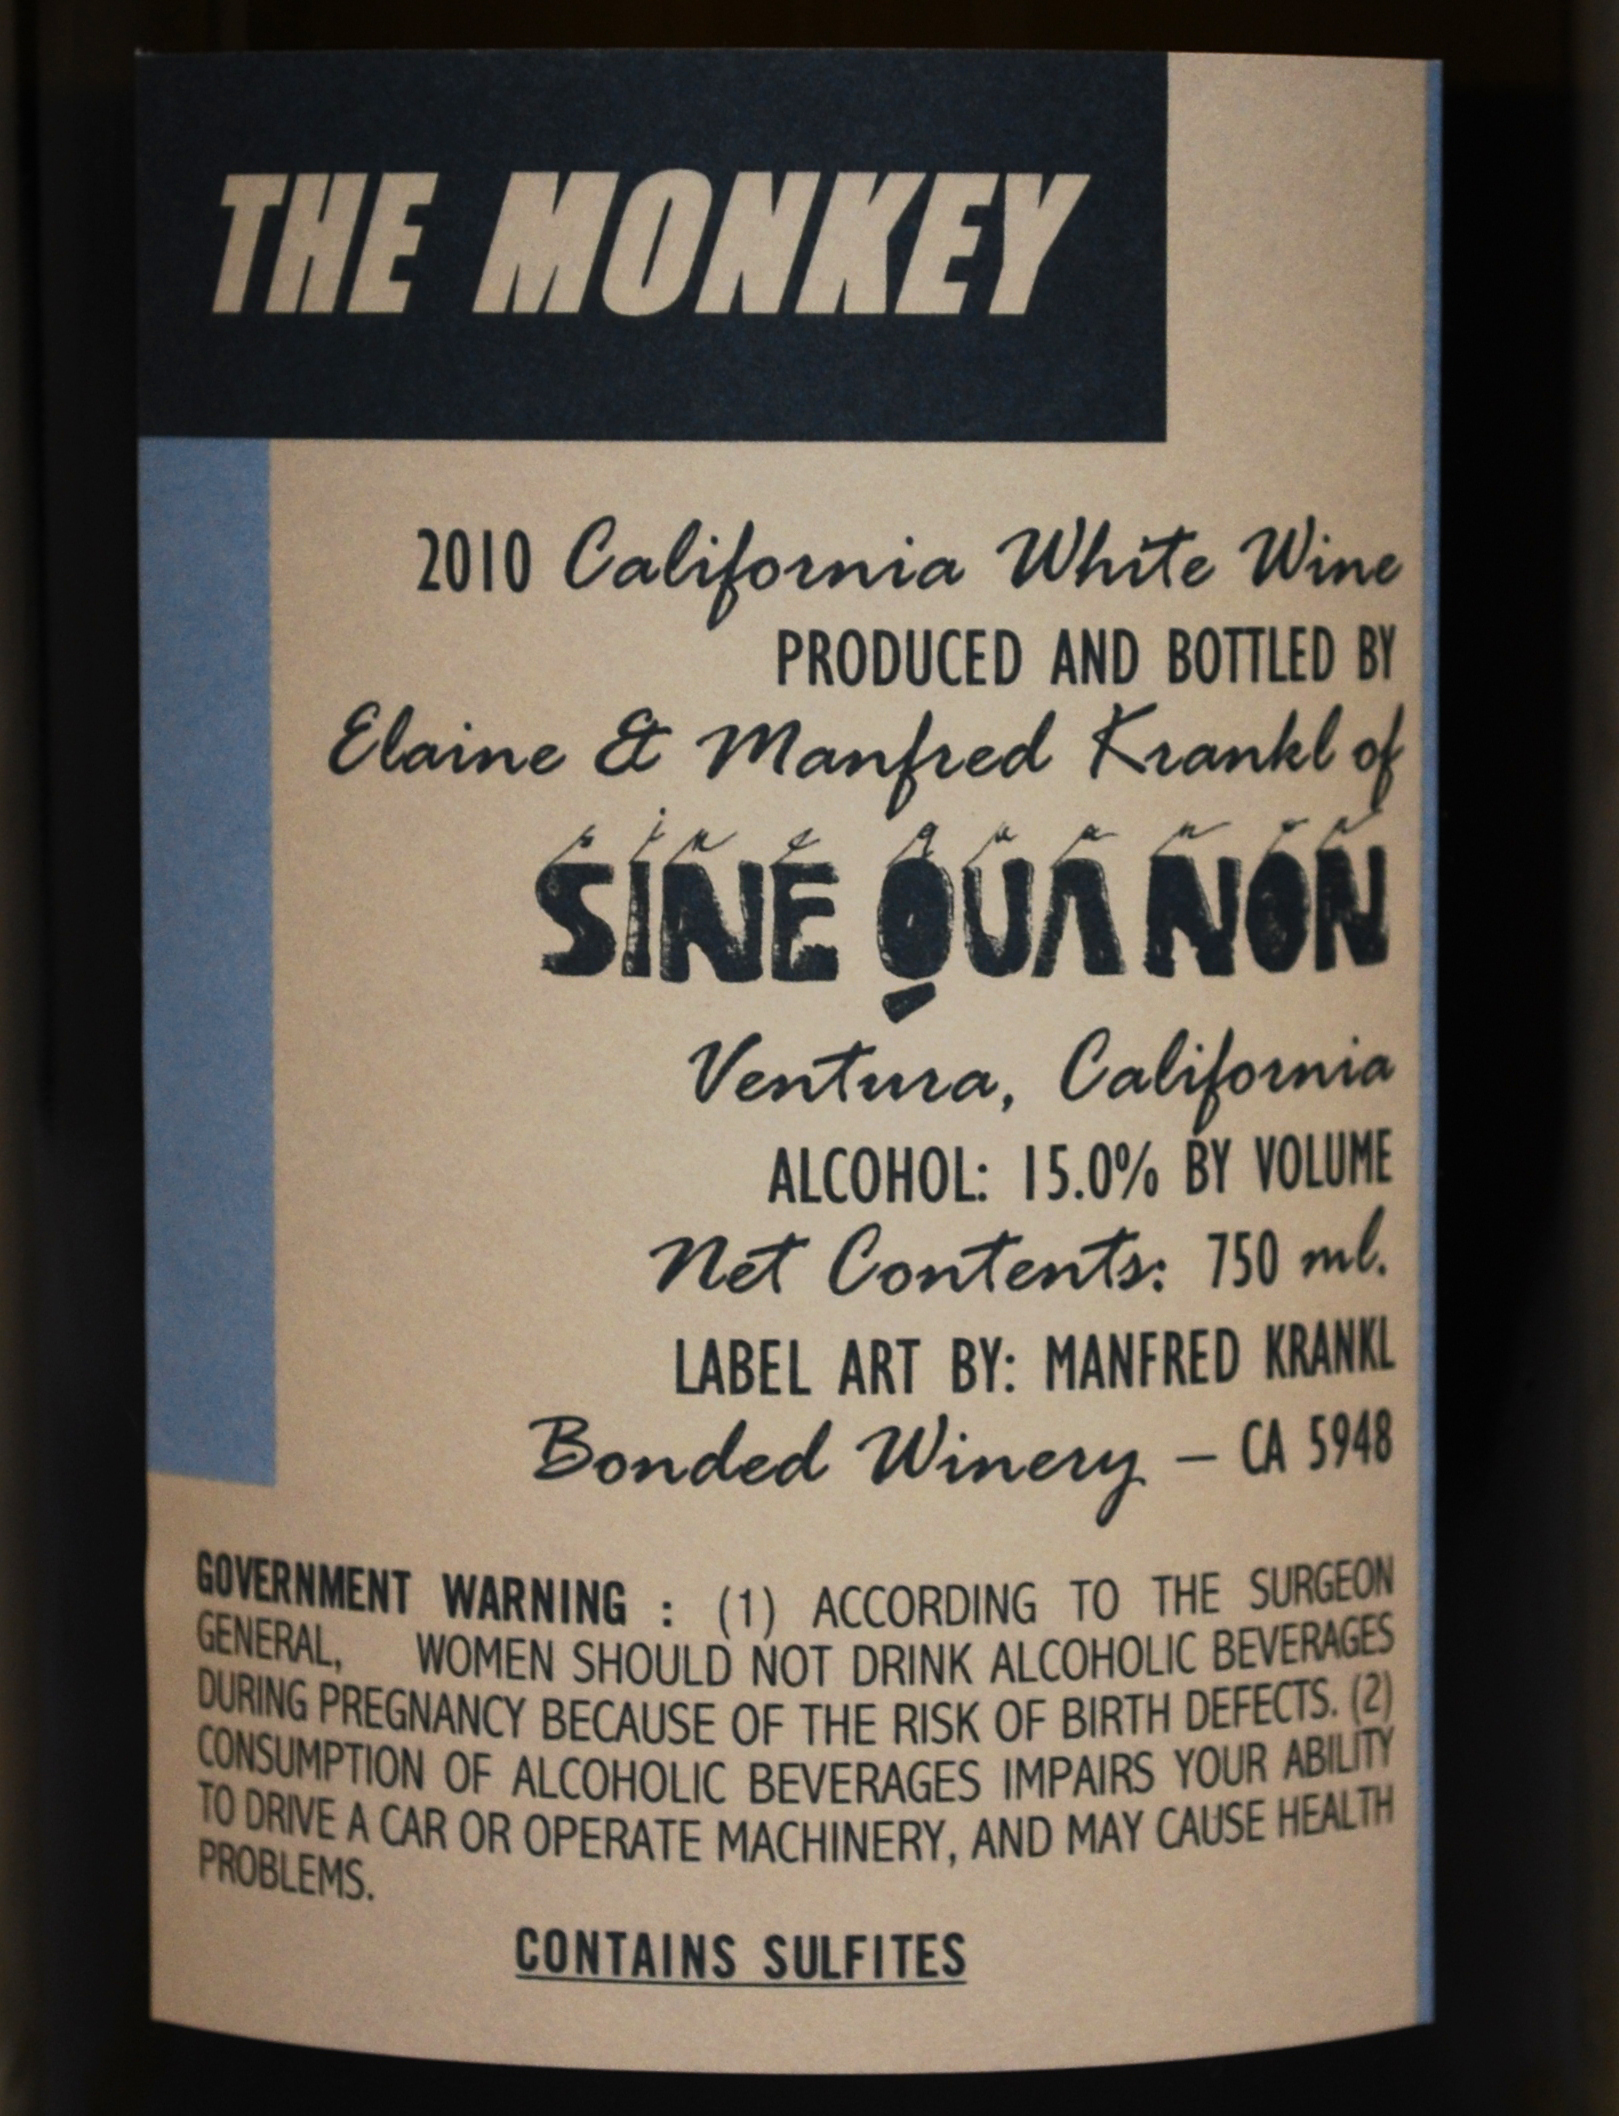 THE MONKEY
2010 California White Wine
PRODUCED AND BOTTLED BY
Elaine & Manfred Krankl of
s i n e q u a n o n
SINE QUA NON
Ventura, California
ALCOHOL: 15.0% BY VOLUME
Net Contents: 750 ml.
LABEL ART BY: MANFRED KRANKL
Bonded Winery – CA 5948
GOVERNMENT WARNING : (1) ACCORDING TO THE SURGEON
GENERAL, WOMEN SHOULD NOT DRINK ALCOHOLIC BEVERAGES
DURING PREGNANCY BECAUSE OF THE RISK OF BIRTH DEFECTS. (2)
CONSUMPTION OF ALCOHOLIC BEVERAGES IMPAIRS YOUR ABILITY
TO DRIVE A CAR OR OPERATE MACHINERY, AND MAY CAUSE HEALTH
PROBLEMS.
CONTAINS SULFITES